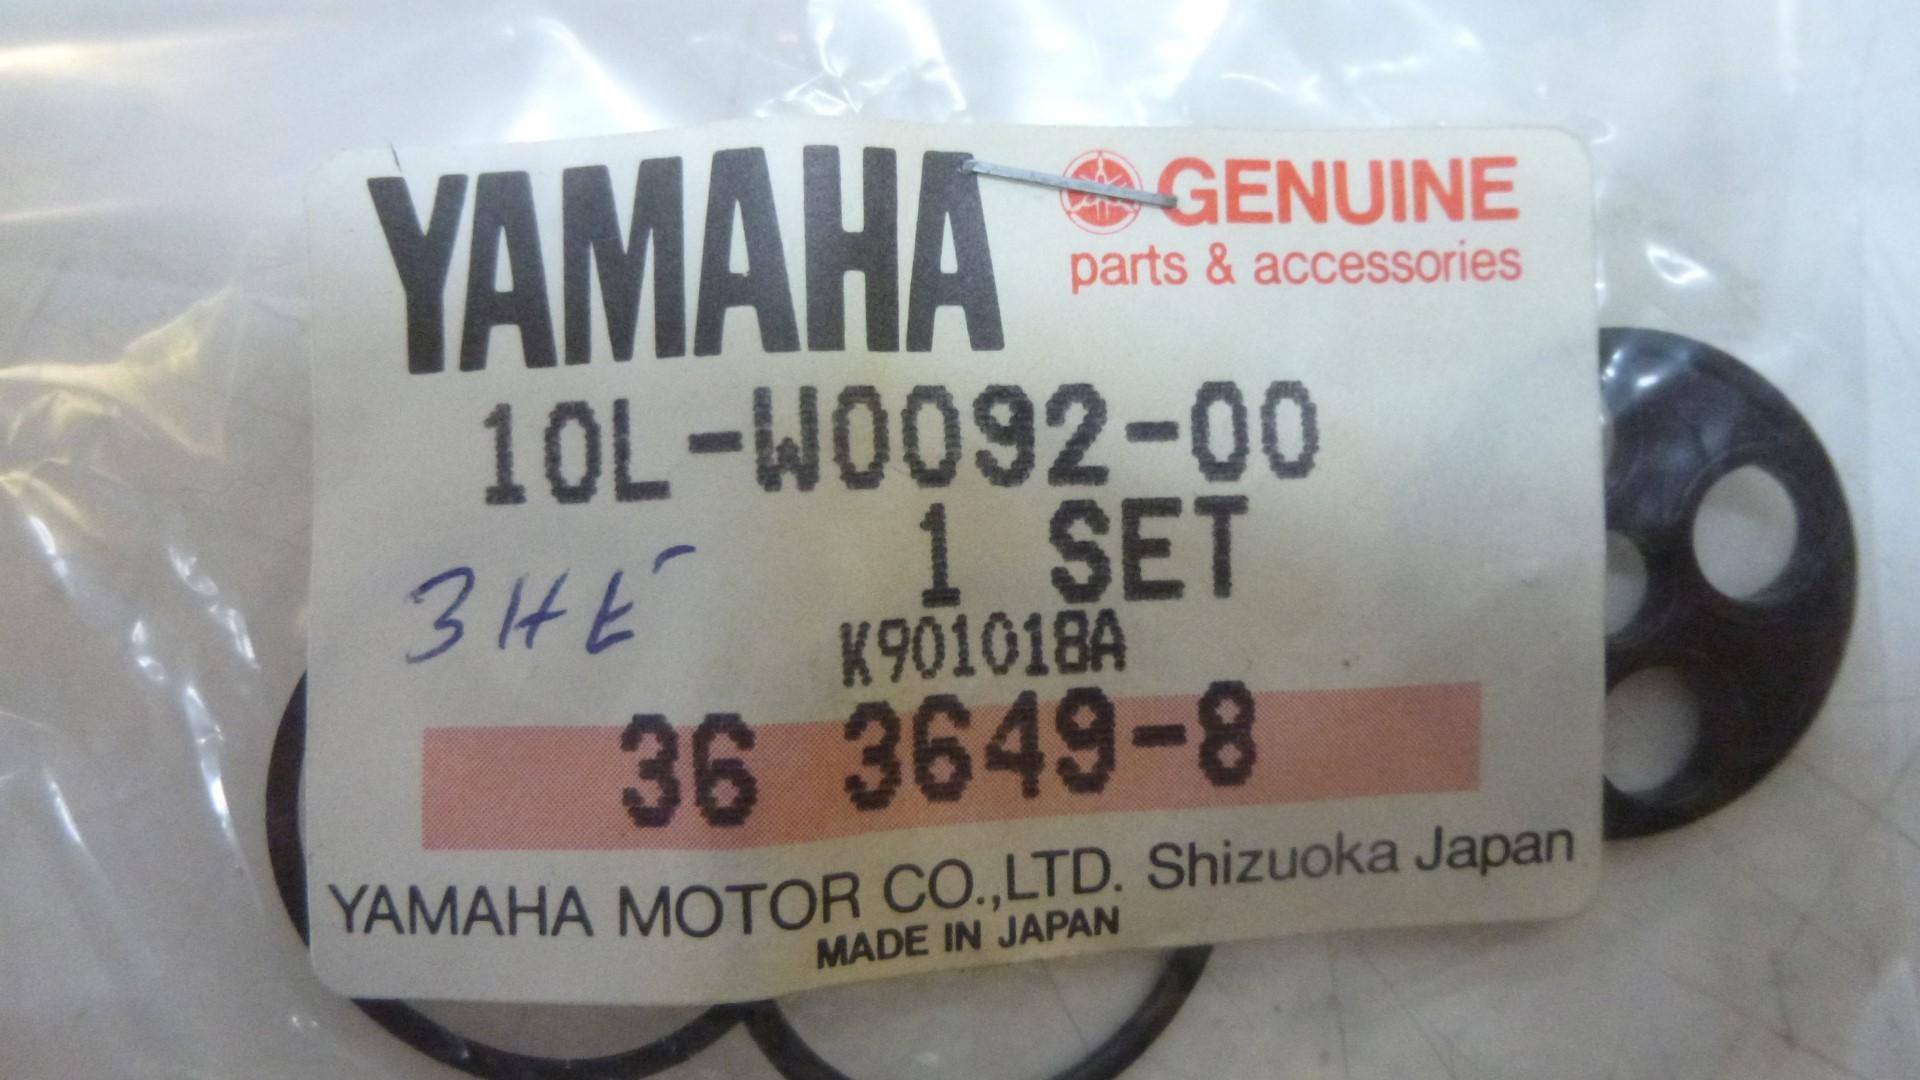 YAMAHA
GENUINE
parts & accessories
10L-W0092-00
1 SET
3HE
K901018A
36 3649-8
YAMAHA MOTOR CO.,LTD. Shizuoka Japan
MADE IN JAPAN